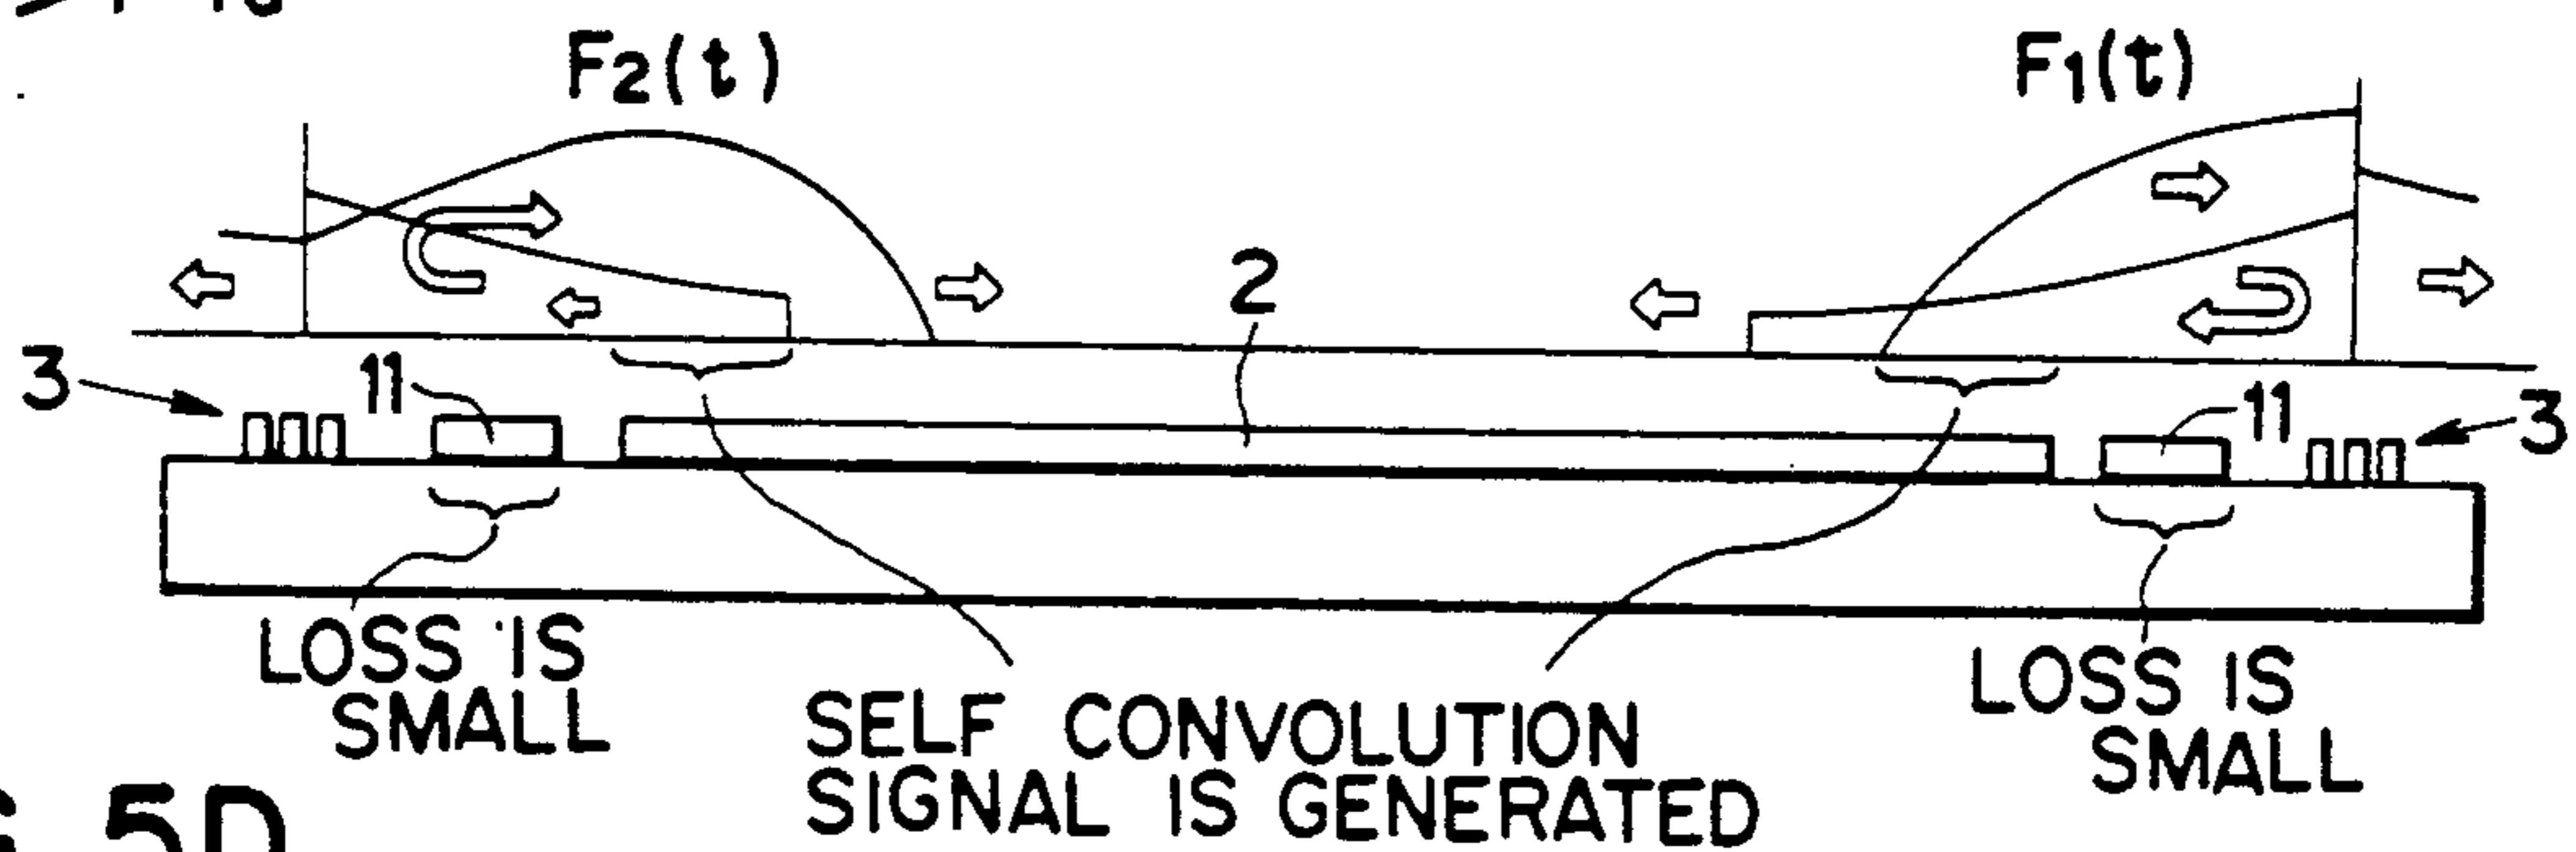 F2(t)
F1(t)
2
3
11
11
3
LOSS IS
SMALL
SELF CONVOLUTION
SIGNAL IS GENERATED
LOSS IS
SMALL
5D